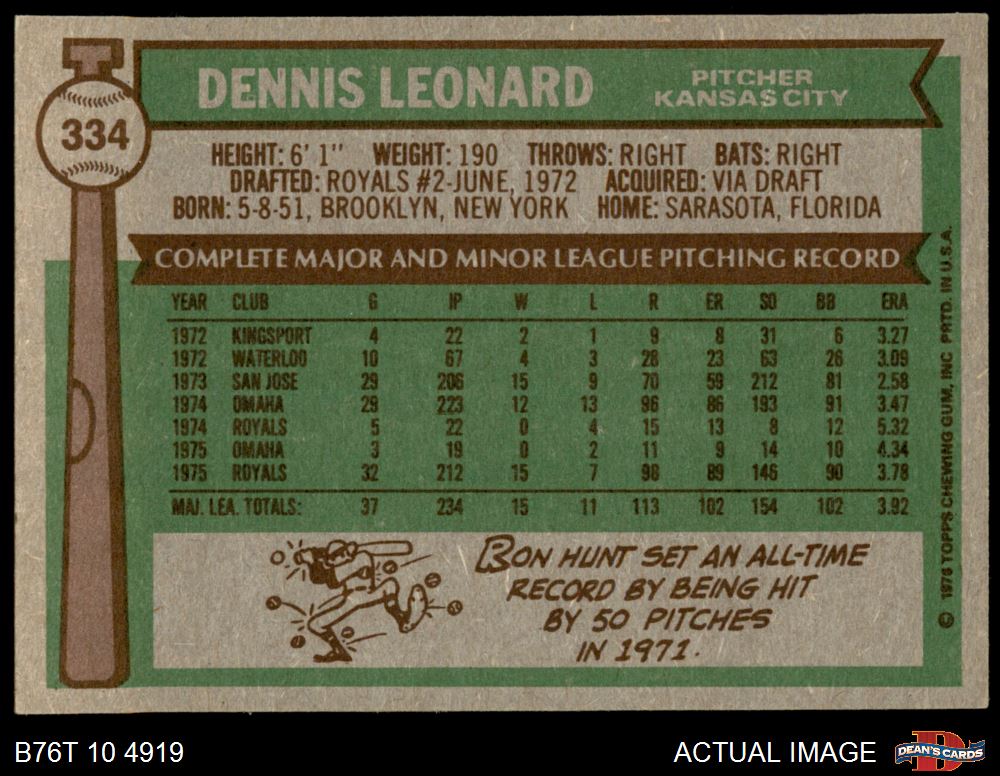 334
DENNIS LEONARD
PITCHER
KANSAS CITY
HEIGHT: 6' 1" WEIGHT: 190 THROWS: RIGHT BATS: RIGHT
DRAFTED: ROYALS #2-JUNE, 1972 ACQUIRED: VIA DRAFT
BORN: 5-8-51, BROOKLYN, NEW YORK HOME: SARASOTA, FLORIDA
COMPLETE MAJOR AND MINOR LEAGUE PITCHING RECORD
YEAR CLUB G IP W L R ER SO BB ERA
1972 KINGSPORT 4 22 2 1 9 8 31 6 3.27
1972 WATERLOO 10 67 4 3 28 23 63 26 3.09
1973 SAN JOSE 29 206 15 9 70 59 212 81 2.58
1974 OMAHA 29 223 12 13 96 86 193 91 3.47
1974 ROYALS 5 22 0 4 15 13 8 12 5.32
1975 OMAHA 3 19 0 2 11 9 14 10 4.34
1975 ROYALS 32 212 15 7 98 89 146 90 3.78
MAJ. LEA. TOTALS: 37 234 15 11 113 102 154 102 3.92
RON HUNT SET AN ALL-TIME
RECORD BY BEING HIT
BY 50 PITCHES
IN 1971.
© 1976 TOPPS CHEWING GUM, INC PRTD. IN U.S.A.
B76T 10 4919
ACTUAL IMAGE
DEAN'S CARDS